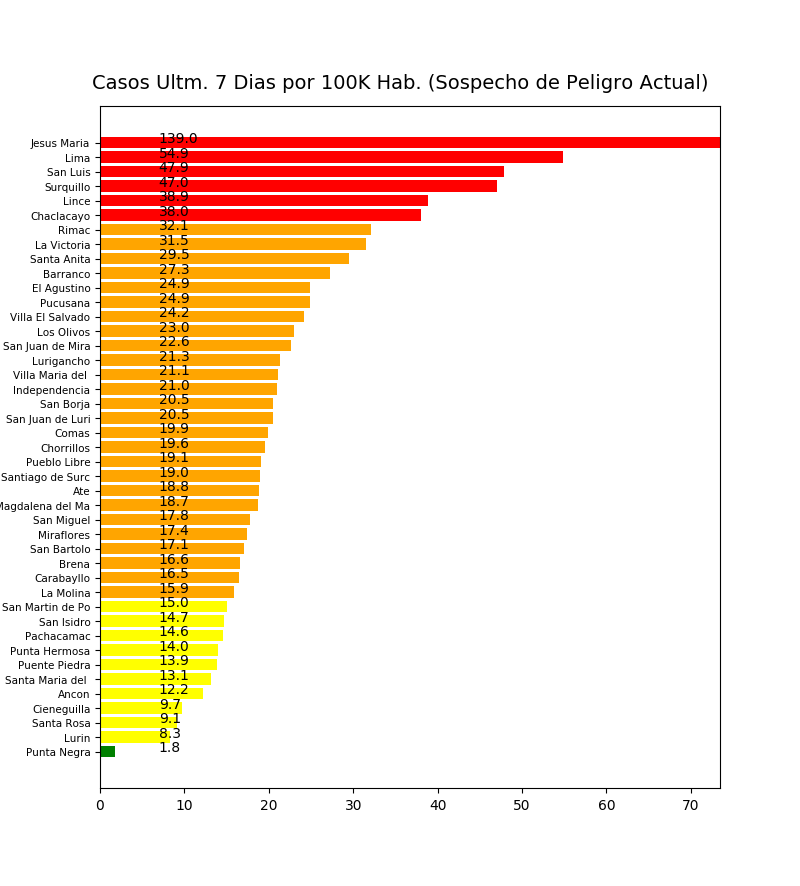 Casos Ultm. 7 Dias por 100K Hab. (Sospecho de Peligro Actual)
Jesus Maria 139.0
Lima 54.9
San Luis 47.9
Surquillo 47.0
Lince 38.9
Chaclacayo 38.0
Rimac 32.1
La Victoria 31.5
Santa Anita 29.5
Barranco 27.3
El Agustino 24.9
Pucusana 24.9
Villa El Salvado 24.2
Los Olivos 23.0
San Juan de Mira 22.6
Lurigancho 21.3
Villa Maria del 21.1
Independencia 21.0
San Borja 20.5
San Juan de Luri 20.5
Comas 19.9
Chorrillos 19.6
Pueblo Libre 19.1
Santiago de Surc 19.0
Ate 18.8
Magdalena del Ma 18.7
San Miguel 17.8
Miraflores 17.4
San Bartolo 17.1
Brena 16.6
Carabayllo 16.5
La Molina 15.9
San Martin de Po 15.0
San Isidro 14.7
Pachacamac 14.6
Punta Hermosa 14.0
Puente Piedra 13.9
Santa Maria del 13.1
Ancon 12.2
Cieneguilla 9.7
Santa Rosa 9.1
Lurin 8.3
Punta Negra 1.8
0 10 20 30 40 50 60 70